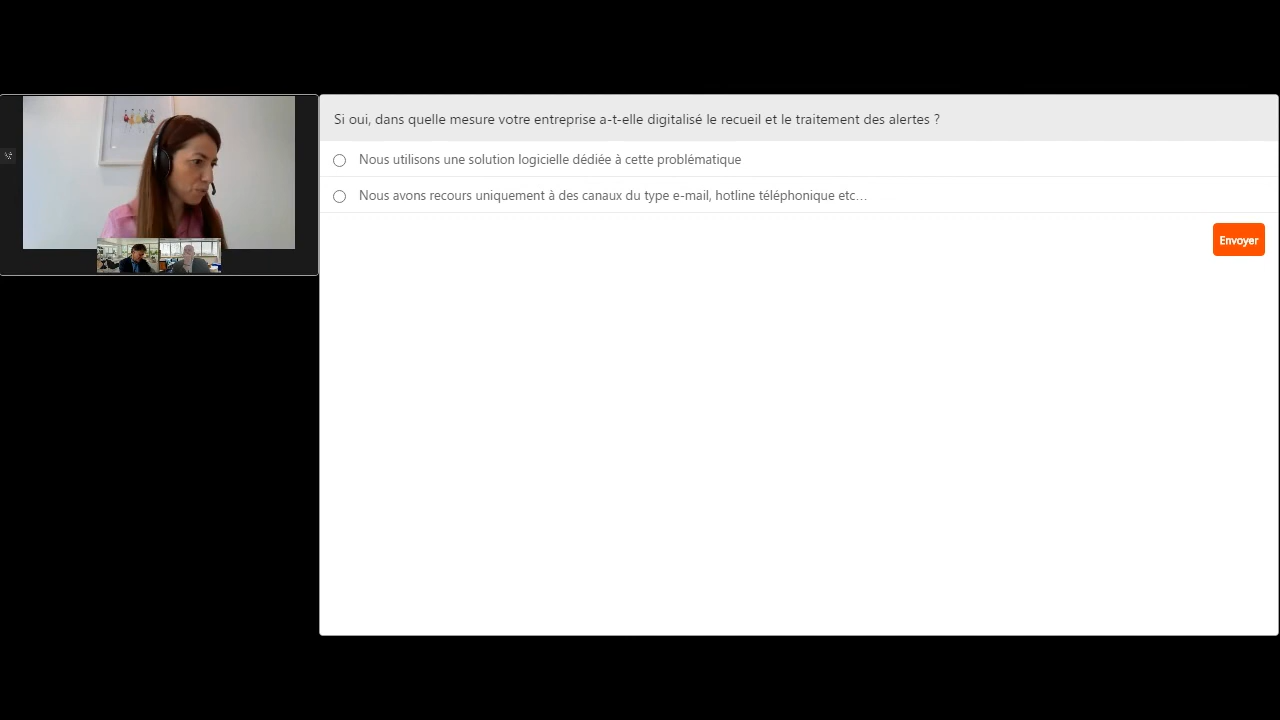 Si oui, dans quelle mesure votre entreprise a-t-elle digitalisé le recueil et le traitement des alertes ?
Nous utilisons une solution logicielle dédiée à cette problématique
Nous avons recours uniquement à des canaux du type e-mail, hotline téléphonique etc...
Envoyer